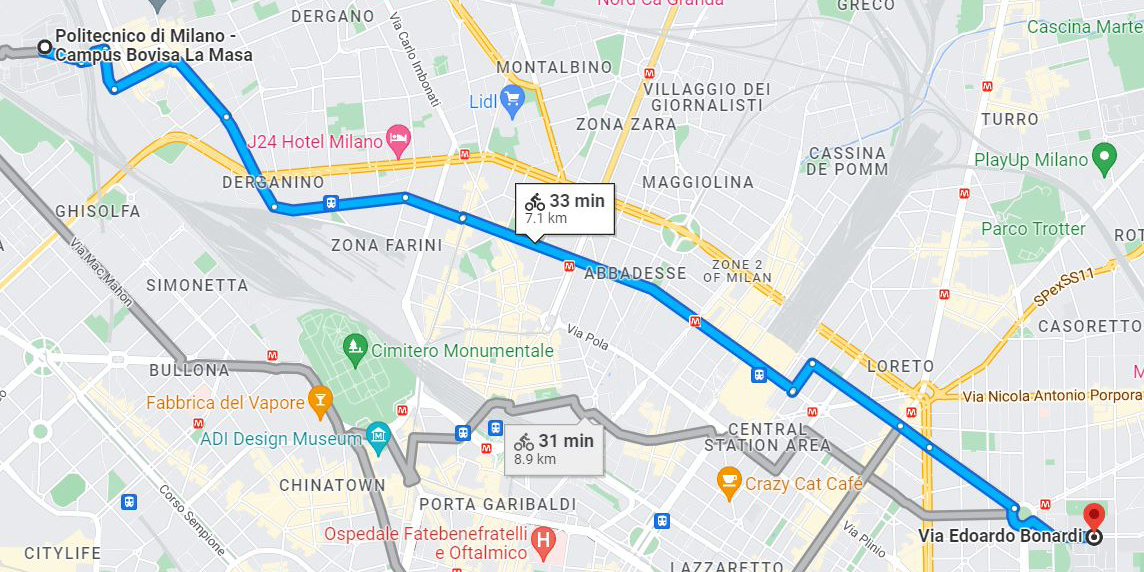 Nord Ca Granda
GRECO
DERGANO
Cascina Marte
Politecnico di Milano -
Campus Bovisa La Masa
Via Carlo Imbonati
MONTALBINO
VILLAGGIO DEI
GIORNALISTI
Lidl
ZONA ZARA
TURRO
J24 Hotel Milano
CASSINA
DE POMM
PlayUp Milano
DERGANINO
MAGGIOLINA
33 min
7.1 km
GHISOLFA
Parco Trotter
ROT
ZONA FARINI
ABBADESSE
ZONE 2
OF MILAN
Via Mac Mahon
SIMONETTA
SPexSS11
CASORETTO
Via Pola
Cimitero Monumentale
BULLONA
LORETO
Fabbrica del Vapore
Via Nicola Antonio Porpora
ADI Design Museum
31 min
8.9 km
CENTRAL
STATION AREA
CHINATOWN
Crazy Cat Café
PORTA GARIBALDI
Corso Sempione
Ospedale Fatebenefratelli
e Oftalmico
Via Plinio
Via Edoardo Bonardi
CITYLIFE
LAZZARETTO